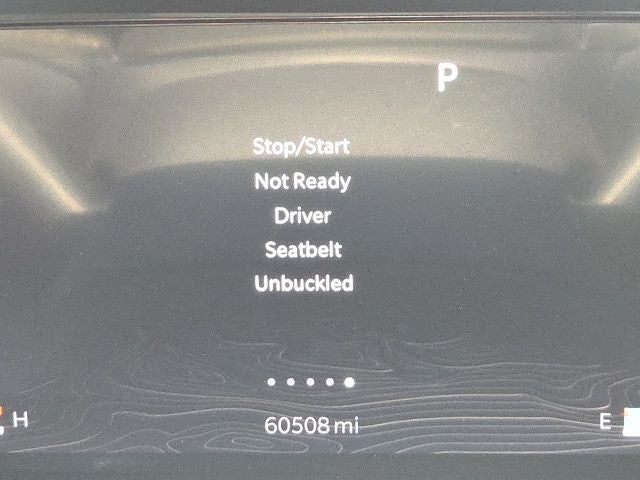 P
Stop/Start
Not Ready
Driver
Seatbelt
Unbuckled
H
E
60508 mi